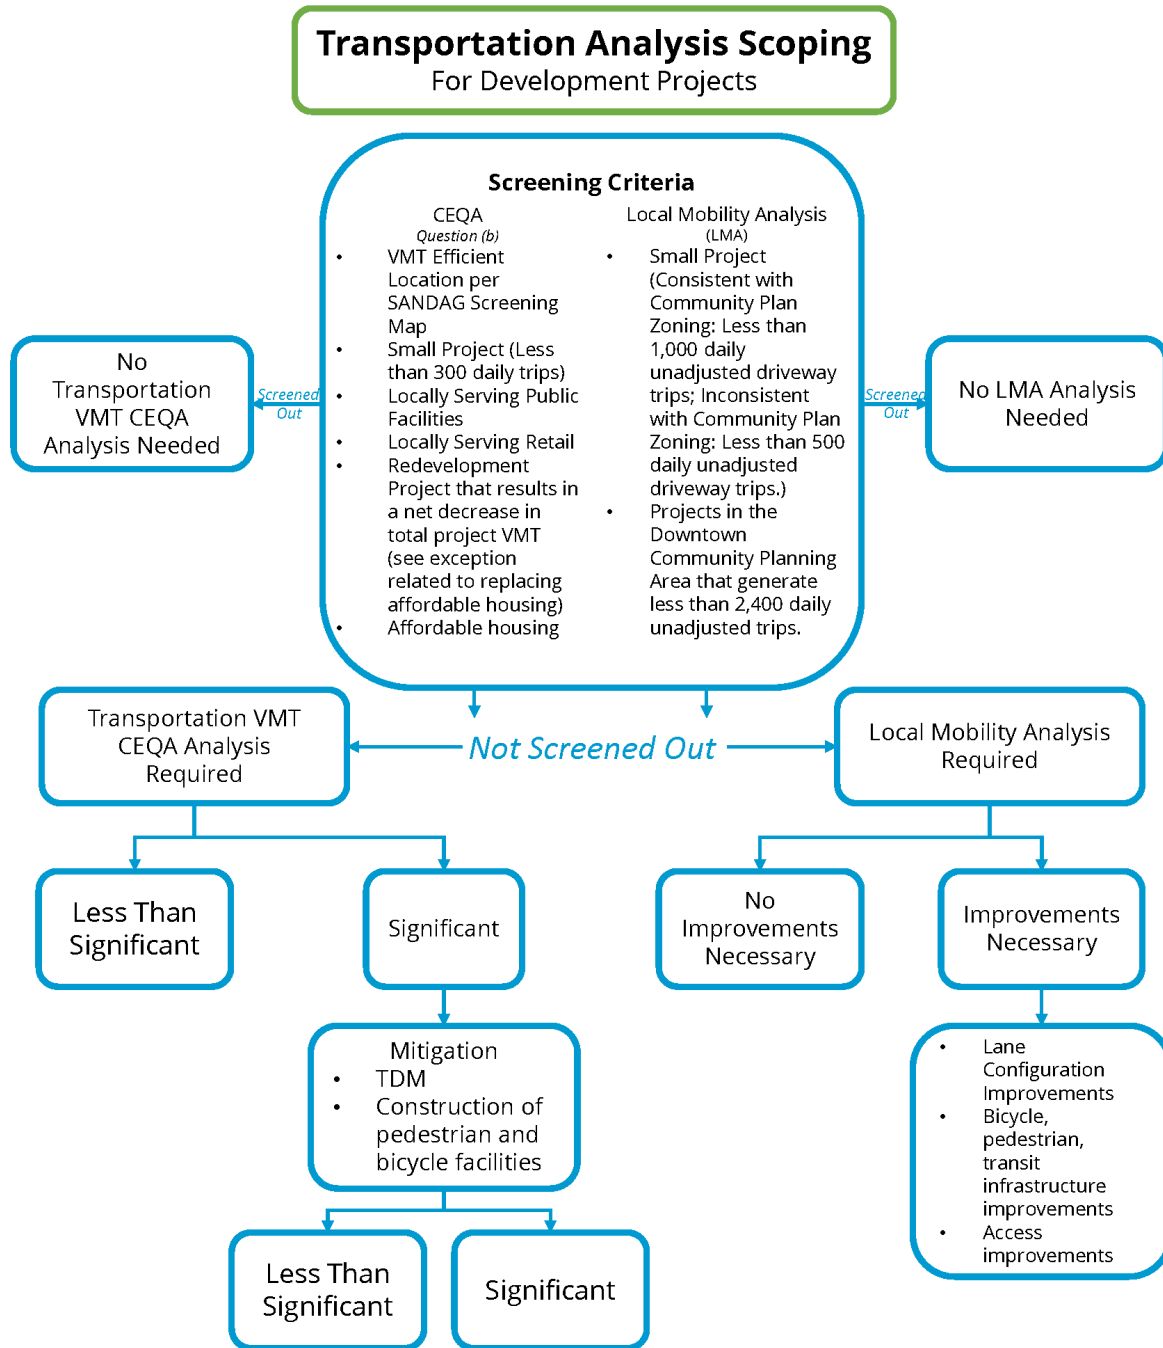 Transportation Analysis Scoping
For Development Projects
Screening Criteria
CEQA
Question (b)
• VMT Efficient
Location per
SANDAG Screening
Map
• Small Project (Less
than 300 daily trips)
• Locally Serving Public
Facilities
• Locally Serving Retail
• Redevelopment
Project that results in
a net decrease in
total project VMT
(see exception
related to replacing
affordable housing)
• Affordable housing
Local Mobility Analysis
(LMA)
• Small Project
(Consistent with
Community Plan
Zoning: Less than
1,000 daily
unadjusted driveway
trips; Inconsistent
with Community Plan
Zoning: Less than 500
daily unadjusted
driveway trips.)
• Projects in the
Downtown
Community Planning
Area that generate
less than 2,400 daily
unadjusted trips.
Screened
Out
No
Transportation
VMT CEQA
Analysis Needed
Screened
Out
No LMA Analysis
Needed
Not Screened Out
Transportation VMT
CEQA Analysis
Required
Local Mobility Analysis
Required
Less Than
Significant
Significant
No
Improvements
Necessary
Improvements
Necessary
Mitigation
• TDM
• Construction of
pedestrian and
bicycle facilities
• Lane
Configuration
Improvements
• Bicycle,
pedestrian,
transit
infrastructure
improvements
• Access
improvements
Less Than
Significant
Significant